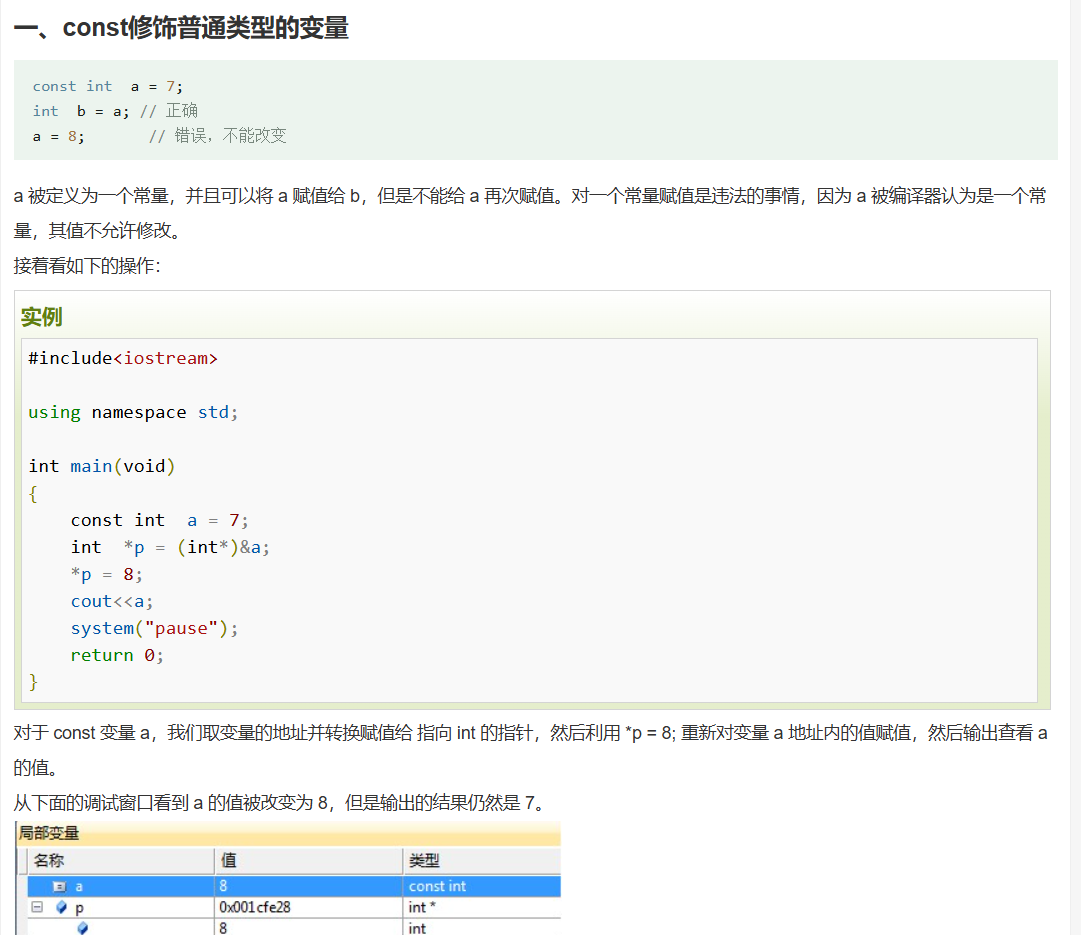 一、const修饰普通类型的变量
const int  a = 7;
int  b = a; // 正确
a = 8;       // 错误，不能改变
a 被定义为一个常量，并且可以将 a 赋值给 b，但是不能给 a 再次赋值。对一个常量赋值是违法的事情，因为 a 被编译器认为是一个常
量，其值不允许修改。
接着看如下的操作：
实例
#include<iostream>
using namespace std;
int main(void)
{
    const int  a = 7;
    int  *p = (int*)&a;
    *p = 8;
    cout<<a;
    system("pause");
    return 0;
}
对于 const 变量 a，我们取变量的地址并转换赋值给 指向 int 的指针，然后利用 *p = 8; 重新对变量 a 地址内的值赋值，然后输出查看 a
的值。
从下面的调试窗口看到 a 的值被改变为 8，但是输出的结果仍然是 7。
局部变量
名称 值 类型
a 8 const int
p 0x001cfe28 int *
8 int